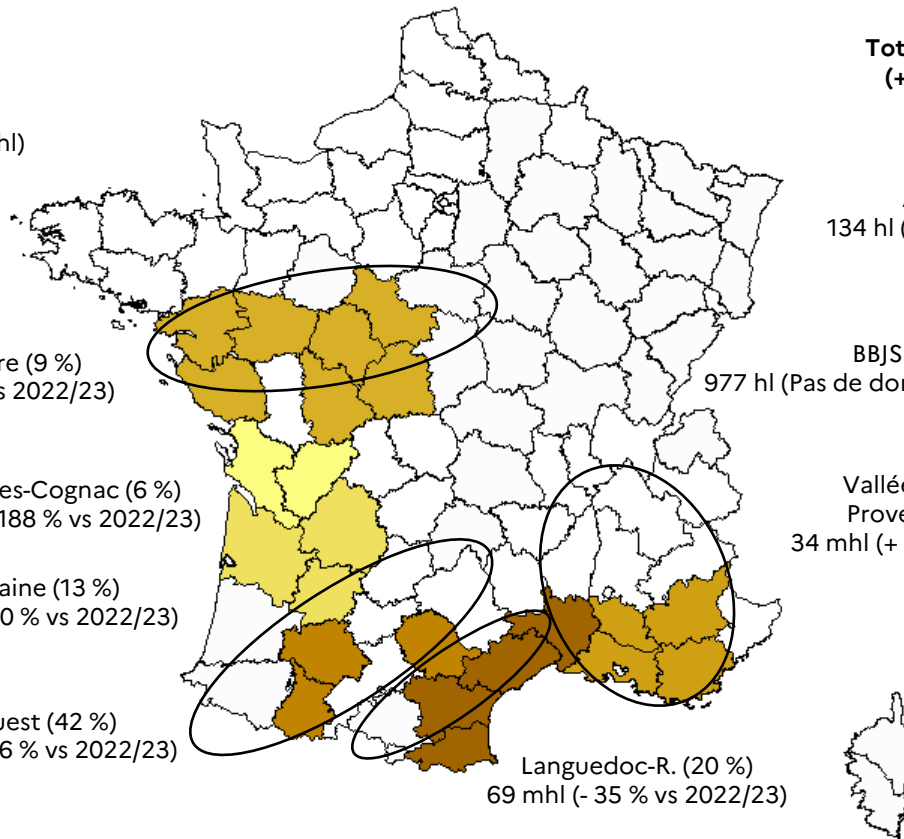 Tot
(+
hl)
134 hl (
re (9 %)
s 2022/23)
BBJS
977 hl (Pas de dor
es-Cognac (6 %)
188 % vs 2022/23)
Vallée
Prove
34 mhl (+
aine (13 %)
0 % vs 2022/23)
uest (42 %)
6 % vs 2022/23)
Languedoc-R. (20 %)
69 mhl (- 35 % vs 2022/23)